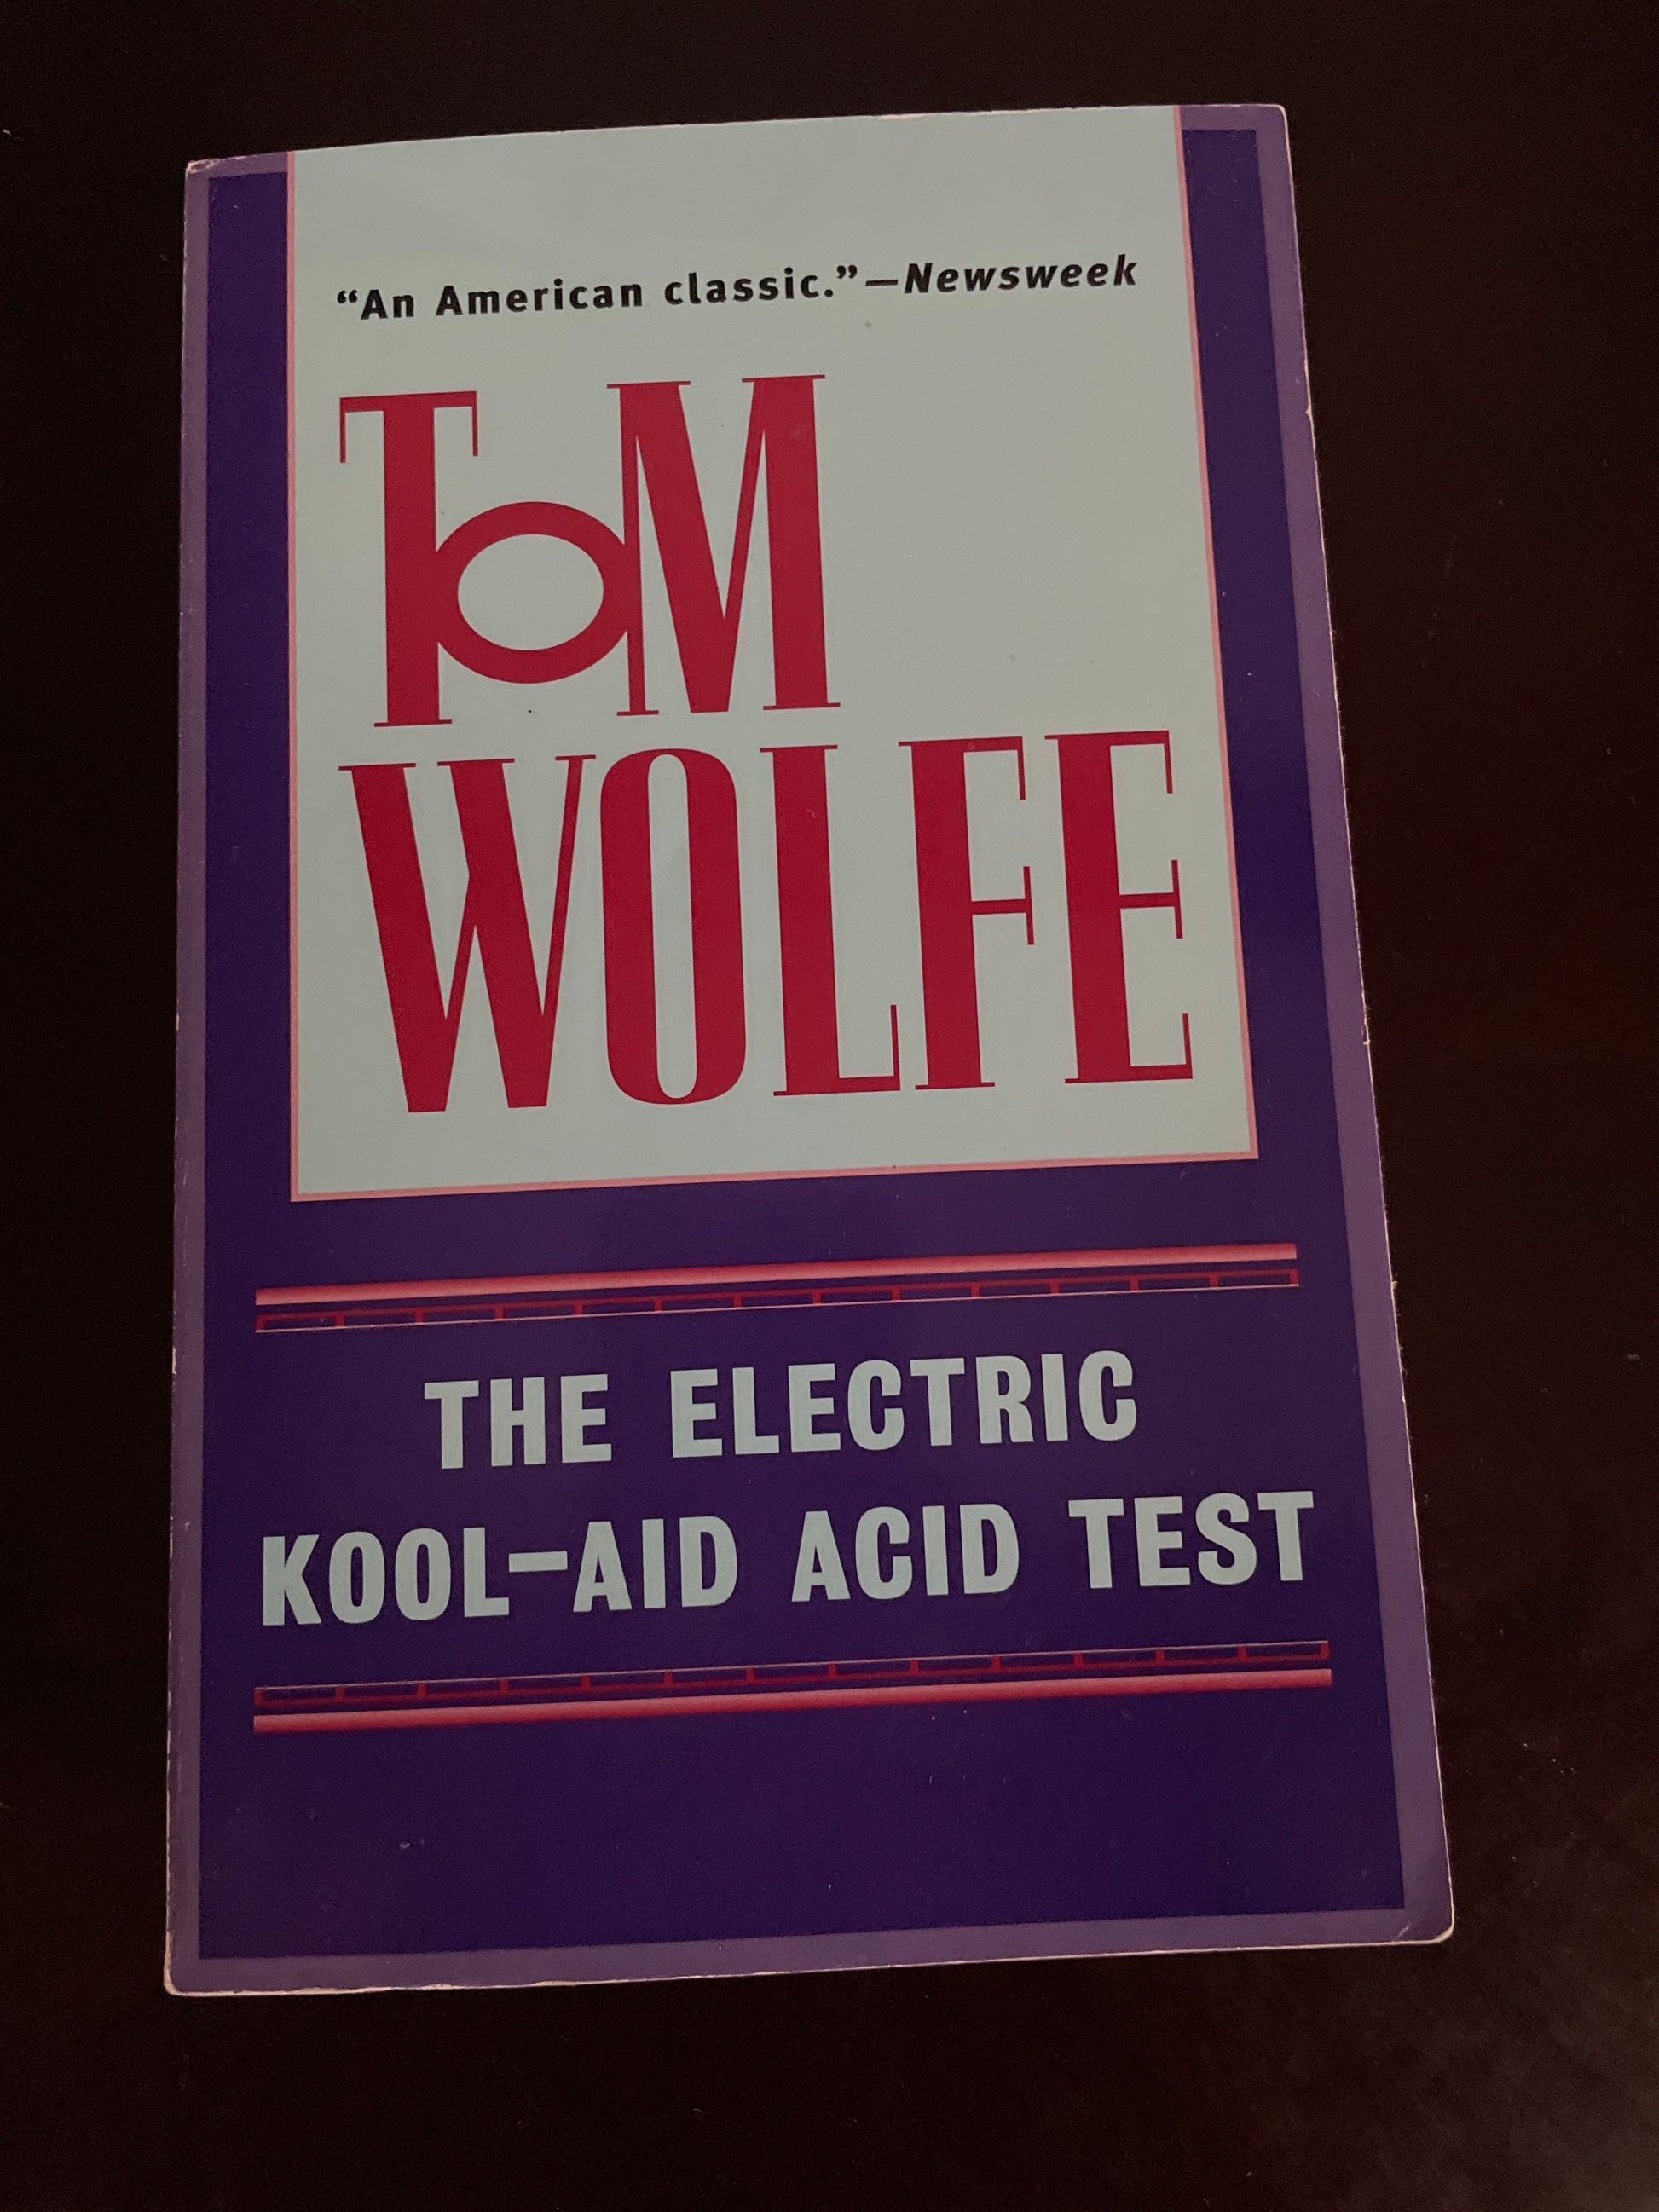 “An American classic.”—Newsweek
TOM
WOLFE
THE ELECTRIC
KOOL-AID ACID TEST